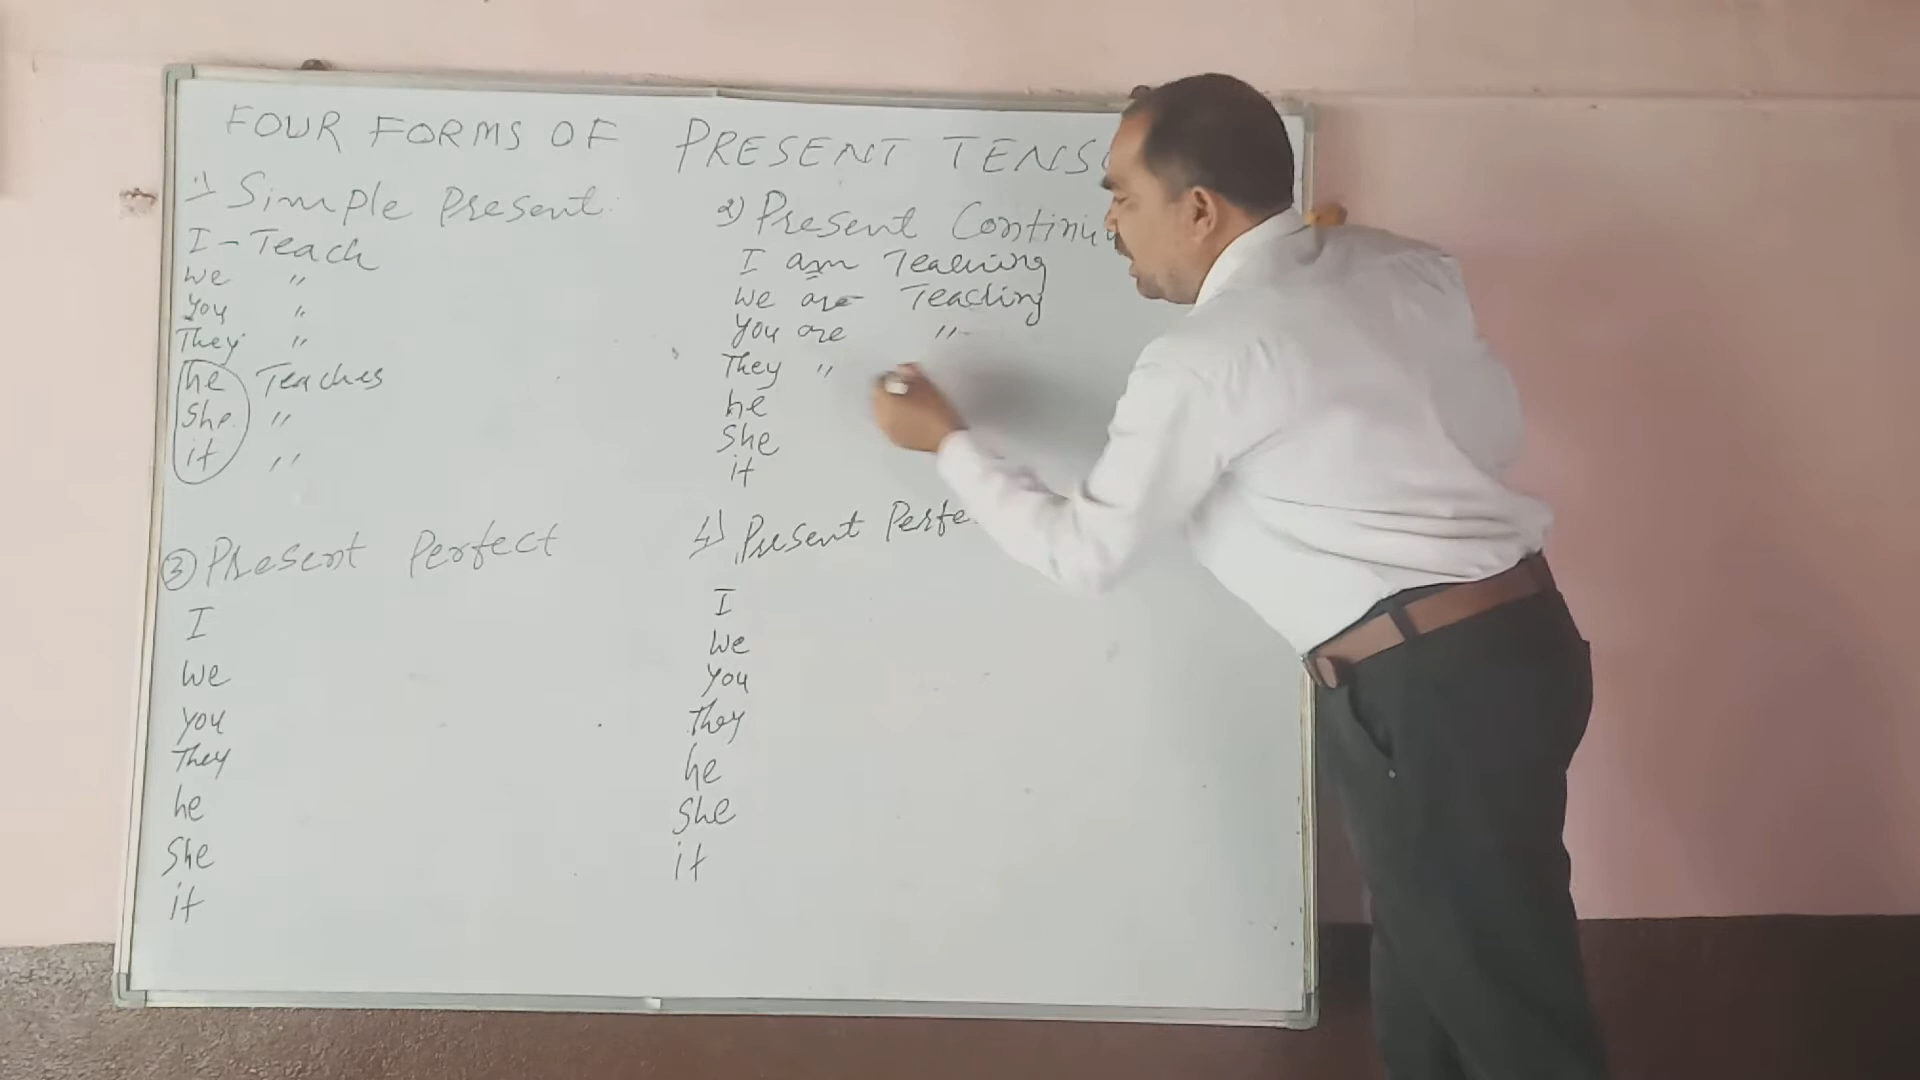 FOUR FORMS OF PRESENT TENS
1) Simple Present
I - Teach
We "
You "
They "
he Teaches
She "
it "
2) Present Continu
I am Teaching
We are Teaching
You are "
They "
he
She
it
3 Present Perfect
I
We
you
They
he
She
it
4) Present Perfe
I
We
you
They
he
She
it